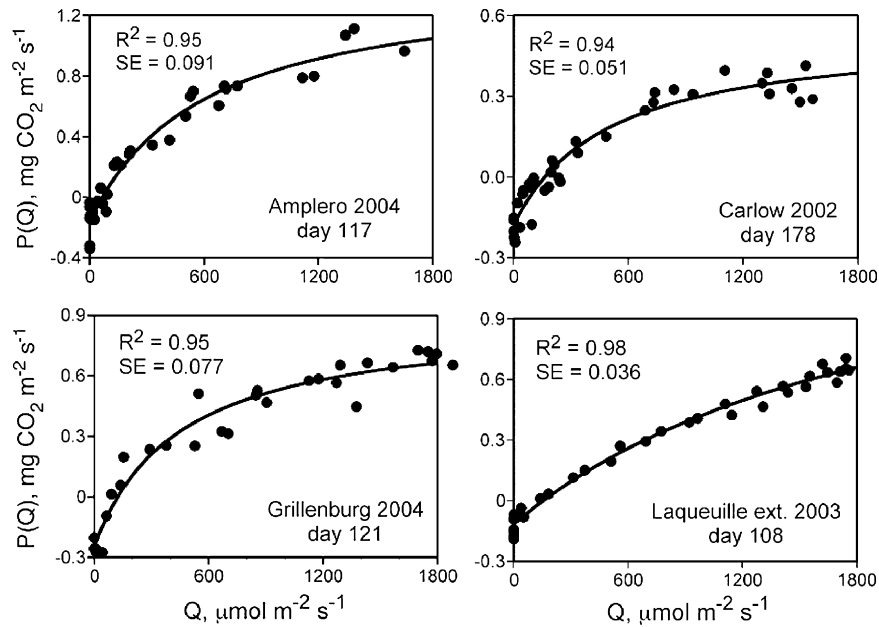 1.2
0.8
0.4
0
-0.4
P(Q), mg CO2 m-2 s-1
R2 = 0.95
SE = 0.091
Amplero 2004
day 117
0 600 1200 1800
0.6
0.3
0.0
-0.3
R2 = 0.94
SE = 0.051
Carlow 2002
day 178
0 600 1200 1800
0.9
0.6
0.3
0
-0.3
P(Q), mg CO2 m-2 s-1
R2 = 0.95
SE = 0.077
Grillenburg 2004
day 121
0 600 1200 1800
Q, μmol m-2 s-1
0.9
0.6
0.3
0
-0.3
R2 = 0.98
SE = 0.036
Laqueuille ext. 2003
day 108
0 600 1200 1800
Q, μmol m-2 s-1